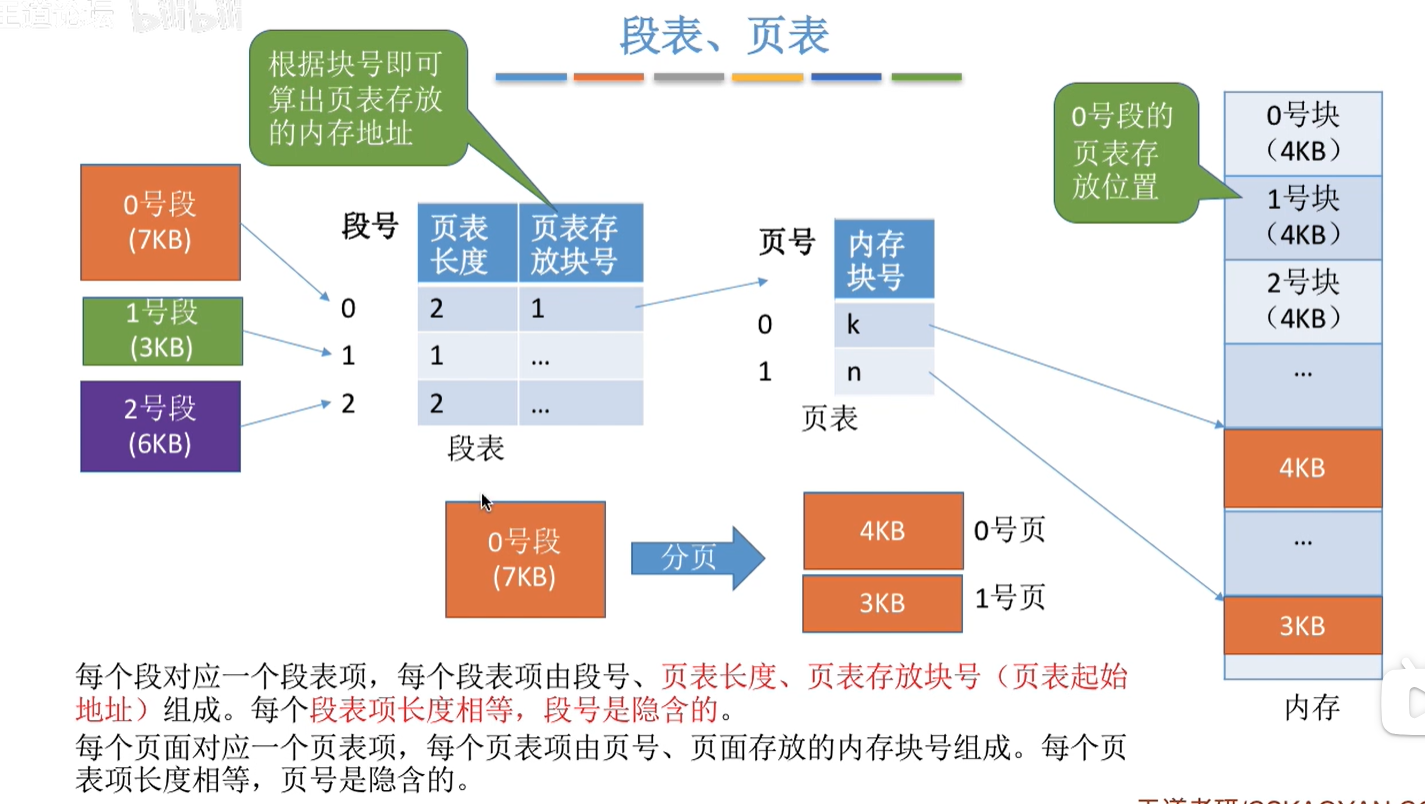 王道论坛 bilibili
段表、页表
根据块号即可
算出页表存放
的内存地址
0号段
(7KB)
1号段
(3KB)
2号段
(6KB)
段号
页表
长度
页表存
放块号
0
2
1
1
1
...
2
2
...
段表
页号
内存
块号
0
k
1
n
页表
0号段的
页表存
放位置
0号块
（4KB）
1号块
（4KB）
2号块
（4KB）
...
4KB
...
3KB
内存
0号段
(7KB)
分页
4KB
0号页
3KB
1号页
每个段对应一个段表项，每个段表项由段号、页表长度、页表存放块号（页表起始
地址）组成。每个段表项长度相等，段号是隐含的。
每个页面对应一个页表项，每个页表项由页号、页面存放的内存块号组成。每个页
表项长度相等，页号是隐含的。